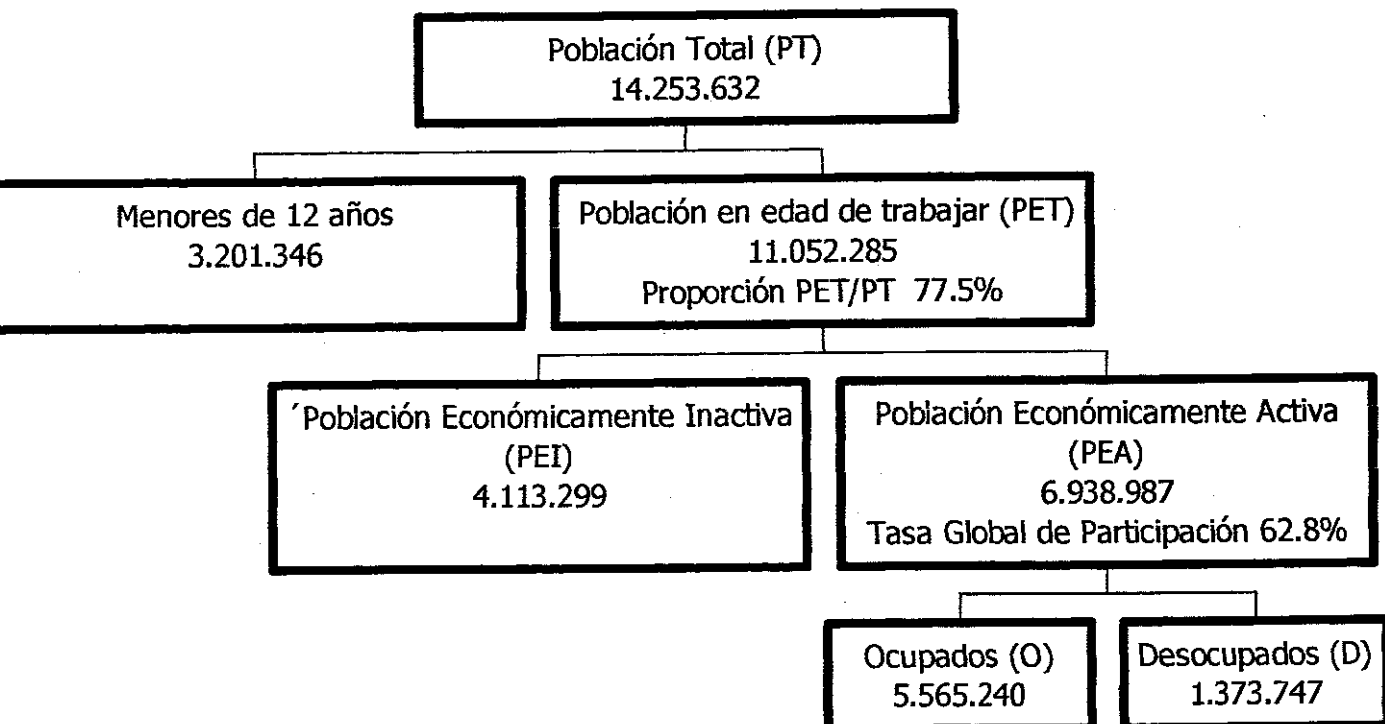 Población Total (PT)
14.253.632
Menores de 12 años
3.201.346
Población en edad de trabajar (PET)
11.052.285
Proporción PET/PT 77.5%
´Población Económicamente Inactiva
(PEI)
4.113.299
Población Económicamente Activa
(PEA)
6.938.987
Tasa Global de Participación 62.8%
Ocupados (O)
5.565.240
Desocupados (D)
1.373.747